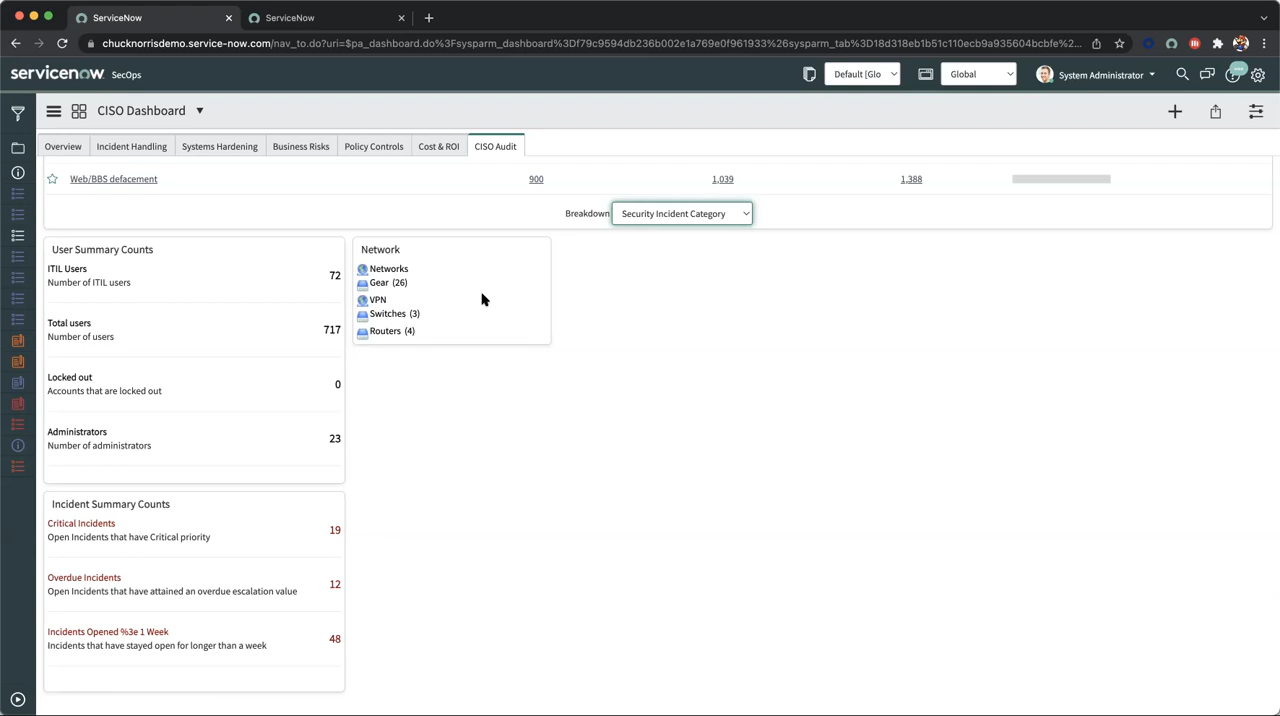 ServiceNow
ServiceNow
chucknorrisdemo.service-now.com/nav_to.do?uri=$pa_dashboard.do%3Fsysparm_dashboard%3Df79c9594db236b002e1a769e0f961933%26sysparm_tab%3D18d318eb1b51c110ecb9a935604bcbfe%2...
servicenow SecOps
Default [Glo
Global
System Administrator
CISO Dashboard
Overview
Incident Handling
Systems Hardening
Business Risks
Policy Controls
Cost & ROI
CISO Audit
Web/BBS defacement 900 1,039 1,388
Breakdown Security Incident Category
User Summary Counts
ITIL Users
Number of ITIL users
72
Total users
Number of users
717
Locked out
Accounts that are locked out
0
Administrators
Number of administrators
23
Network
Networks
Gear (26)
VPN
Switches (3)
Routers (4)
Incident Summary Counts
Critical Incidents
Open Incidents that have Critical priority
19
Overdue Incidents
Open Incidents that have attained an overdue escalation value
12
Incidents Opened %3e 1 Week
Incidents that have stayed open for longer than a week
48